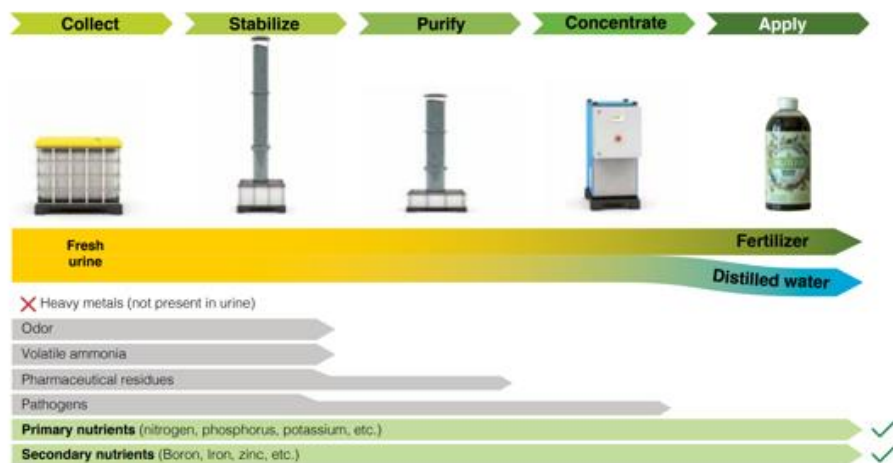 Collect
Stabilize
Purify
Concentrate
Apply
Fresh
urine
Fertilizer
Distilled water
Heavy metals (not present in urine)
Odor
Volatile ammonia
Pharmaceutical residues
Pathogens
Primary nutrients (nitrogen, phosphorus, potassium, etc.)
Secondary nutrients (Boron, Iron, zinc, etc.)